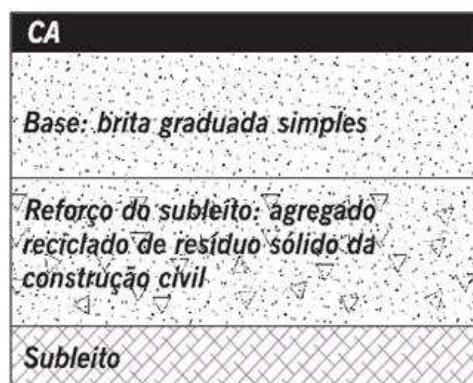 CA
Base: brita graduada simples
Reforço do subleito: agregado
reciclado de resíduo sólido da
construção civil
Subleito